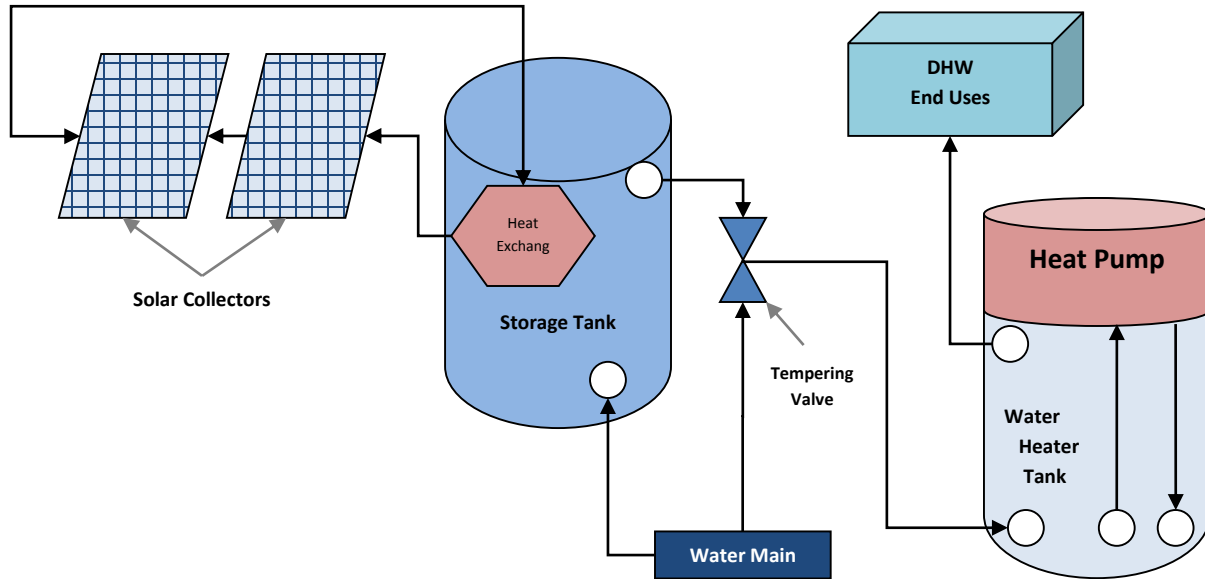 DHW
End Uses
Heat
Exchang
Heat Pump
Solar Collectors
Storage Tank
Tempering
Valve
Water
Heater
Tank
Water Main